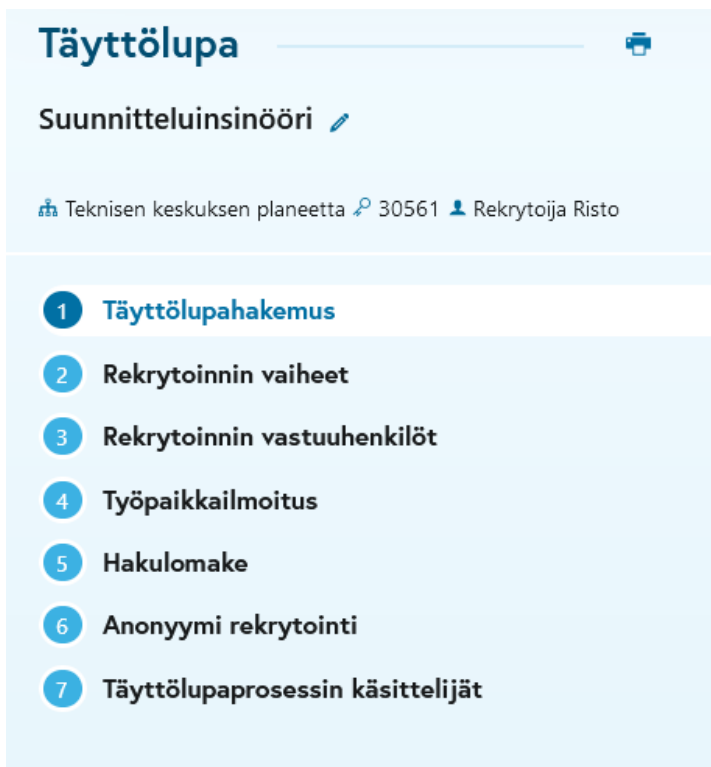 Täyttölupa
Suunnitteluinsinööri
Teknisen keskuksen planeetta 30561 Rekrytoija Risto
1 Täyttölupahakemus
2 Rekrytoinnin vaiheet
3 Rekrytoinnin vastuuhenkilöt
4 Työpaikkailmoitus
5 Hakulomake
6 Anonyymi rekrytointi
7 Täyttölupaprosessin käsittelijät